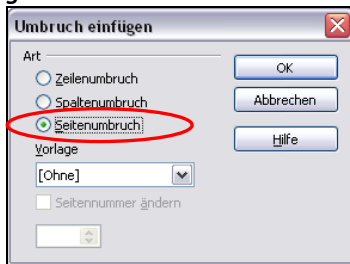 Umbruch einfügen
Art
Zeilenumbruch
Spaltenumbruch
Seitenumbruch
Vorlage
[Ohne]
Seitennummer ändern
OK
Abbrechen
Hilfe